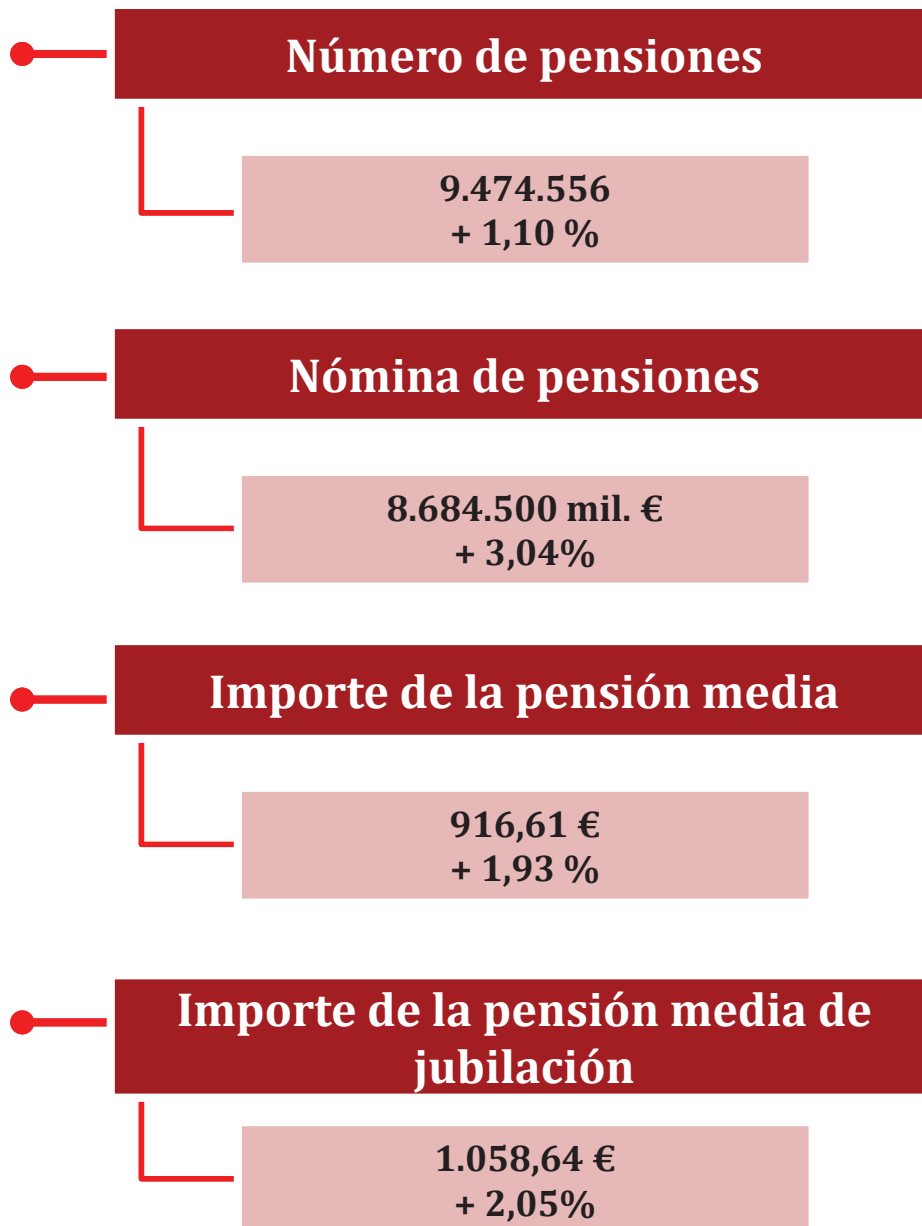 Número de pensiones
9.474.556
+ 1,10 %
Nómina de pensiones
8.684.500 mil. €
+ 3,04%
Importe de la pensión media
916,61 €
+ 1,93 %
Importe de la pensión media de
jubilación
1.058,64 €
+ 2,05%